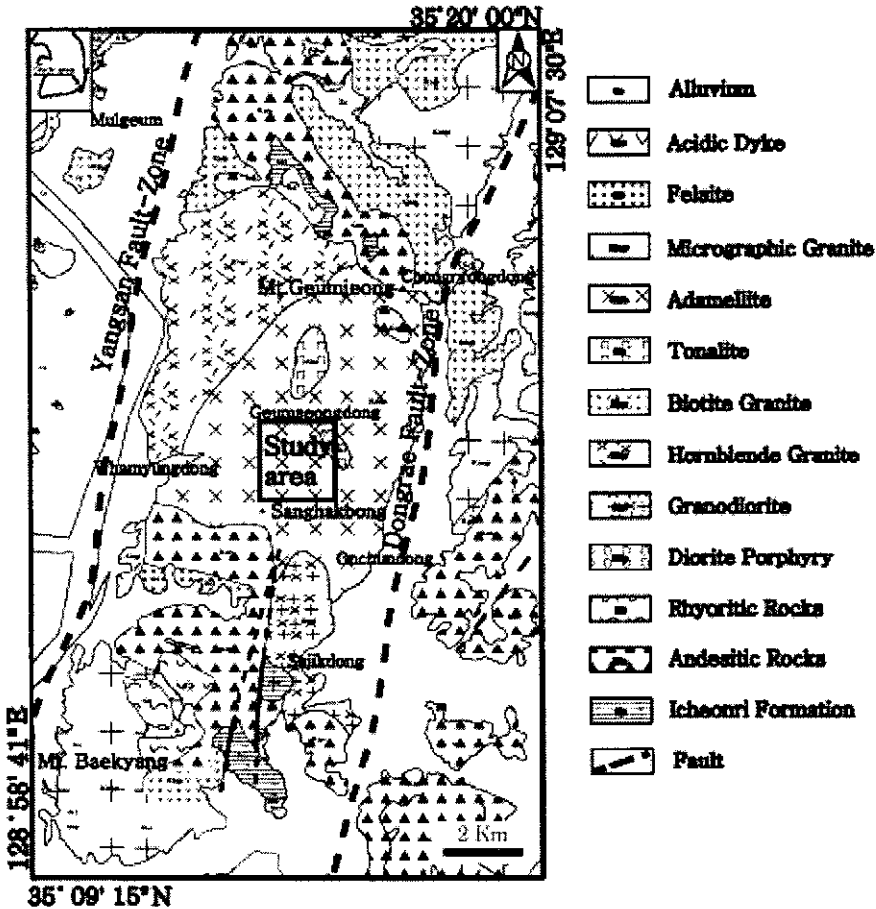 35° 20' 00"N
129° 07' 30"E
N
Mulgeum
Yangsan Fault-Zone
Mt.Geumjeong
Geumseongdong
Study
area
Sanghakbong
Dongrae Fault-Zone
Sajikdong
Mt. Baekyang
2 Km
128° 58' 41"E
35° 09' 15"N
Alluvium
Acidic Dyke
Felsite
Micrographic Granite
Adamellite
Tonalite
Biotite Granite
Hornblende Granite
Granodiorite
Diorite Porphyry
Rhyoritic Rocks
Andesitic Rocks
Icheonri Formation
Fault